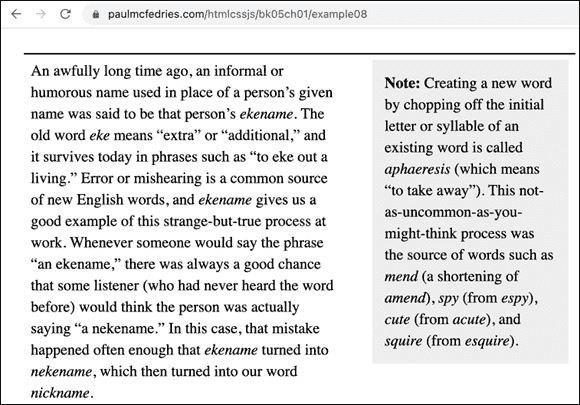 paulmcfedries.com/htmlcssjs/bk05ch01/example08
An awfully long time ago, an informal or
humorous name used in place of a person’s given
name was said to be that person’s ekename. The
old word eke means “extra” or “additional,” and
it survives today in phrases such as “to eke out a
living.” Error or mishearing is a common source
of new English words, and ekename gives us a
good example of this strange-but-true process at
work. Whenever someone would say the phrase
“an ekename,” there was always a good chance
that some listener (who had never heard the word
before) would think the person was actually
saying “a nekename.” In this case, that mistake
happened often enough that ekename turned into
nekename, which then turned into our word
nickname.
Note: Creating a new word
by chopping off the initial
letter or syllable of an
existing word is called
aphaeresis (which means
“to take away”). This not-
as-uncommon-as-you-
might-think process was
the source of words such as
mend (a shortening of
amend), spy (from espy),
cute (from acute), and
squire (from esquire).